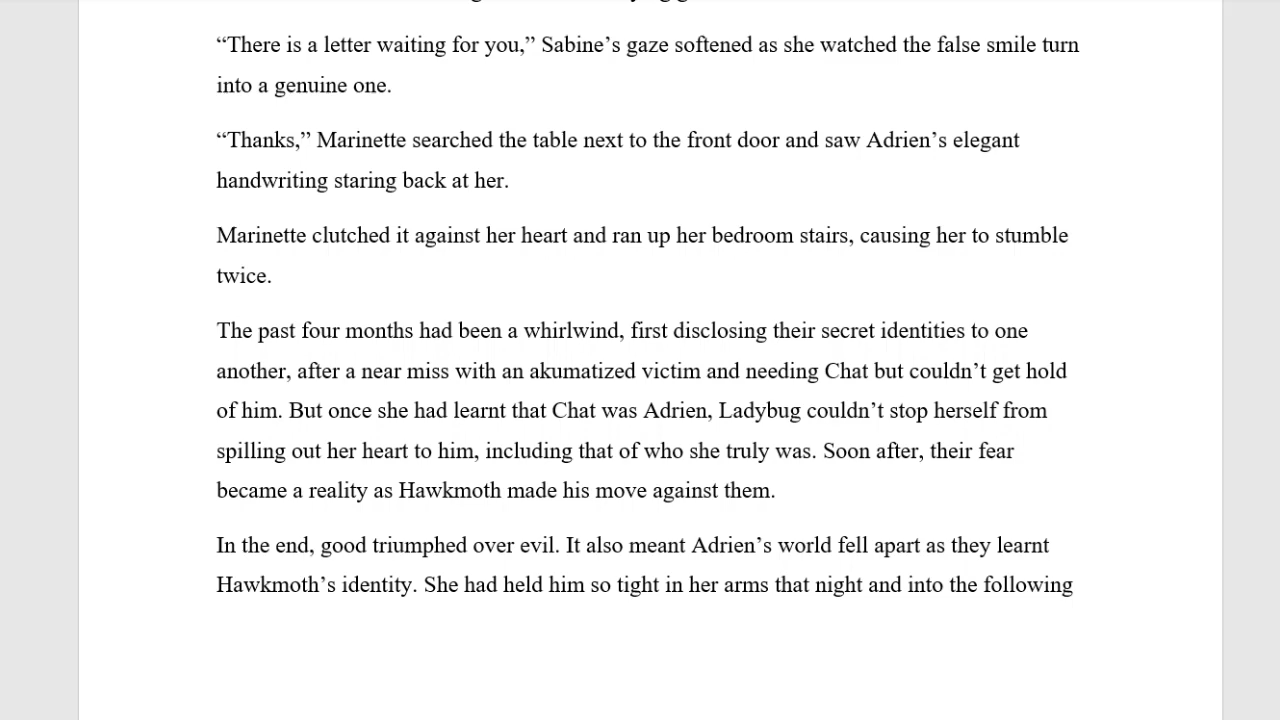 “There is a letter waiting for you,” Sabine’s gaze softened as she watched the false smile turn
into a genuine one.
“Thanks,” Marinette searched the table next to the front door and saw Adrien’s elegant
handwriting staring back at her.
Marinette clutched it against her heart and ran up her bedroom stairs, causing her to stumble
twice.
The past four months had been a whirlwind, first disclosing their secret identities to one
another, after a near miss with an akumatized victim and needing Chat but couldn’t get hold
of him. But once she had learnt that Chat was Adrien, Ladybug couldn’t stop herself from
spilling out her heart to him, including that of who she truly was. Soon after, their fear
became a reality as Hawkmoth made his move against them.
In the end, good triumphed over evil. It also meant Adrien’s world fell apart as they learnt
Hawkmoth’s identity. She had held him so tight in her arms that night and into the following